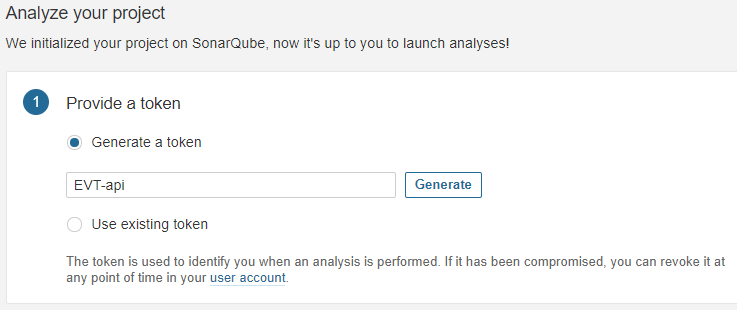 Analyze your project
We initialized your project on SonarQube, now it's up to you to launch analyses!
1 Provide a token
Generate a token
EVT-api Generate
Use existing token
The token is used to identify you when an analysis is performed. If it has been compromised, you can revoke it at
any point of time in your user account.